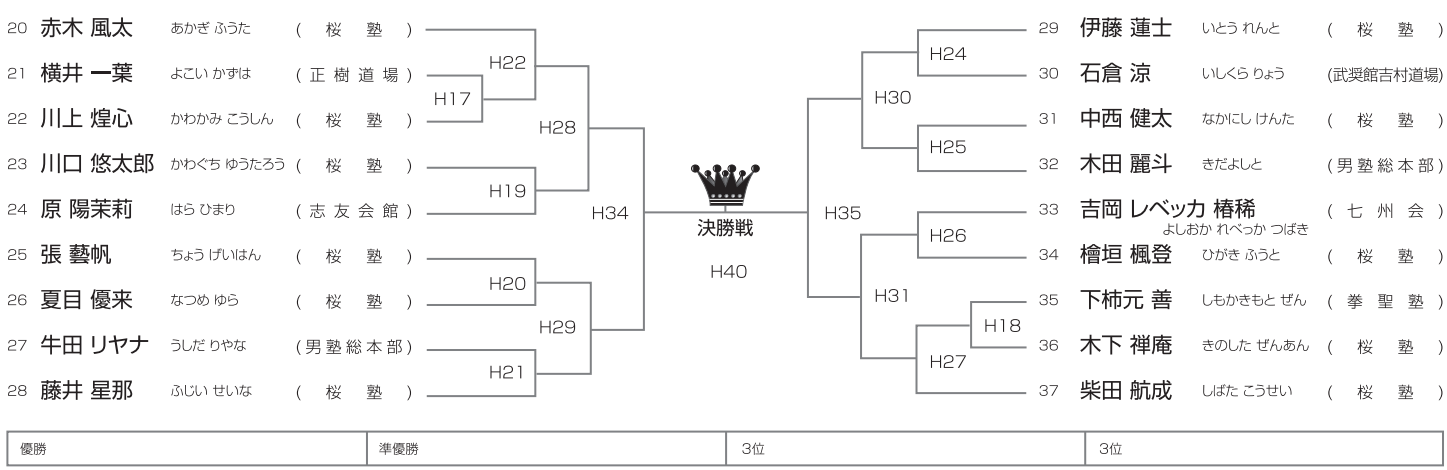 20 赤木 風太 あかぎ ふうた ( 桜 塾 )
21 横井 一葉 よこい かずは ( 正 樹 道 場 )
22 川上 煌心 かわかみ こうしん ( 桜 塾 )
23 川口 悠太郎 かわぐち ゆうたろう ( 桜 塾 )
24 原 陽茉莉 はら ひまり ( 志 友 会 館 )
25 張 藝帆 ちょう げいはん ( 桜 塾 )
26 夏目 優来 なつめ ゆら ( 桜 塾 )
27 牛田 リヤナ うしだ りやな ( 男 塾 総 本 部 )
28 藤井 星那 ふじい せいな ( 桜 塾 )
H22
H17
H28
H19
H34
H20
H29
H21
決勝戦
H40
H24
H30
H25
H35
H26
H31
H18
H27
29 伊藤 蓮士 いとう れんと ( 桜 塾 )
30 石倉 涼 いしくら りょう (武奨館吉村道場)
31 中西 健太 なかにし けんた ( 桜 塾 )
32 木田 麗斗 きだよしと ( 男 塾 総 本 部 )
33 吉岡 レベッカ 椿稀 ( 七 州 会 )
よしおか れべっか つばき
34 檜垣 楓登 ひがき ふうと ( 桜 塾 )
35 下柿元 善 しもかきもと ぜん ( 拳 聖 塾 )
36 木下 禅庵 きのした ぜんあん ( 桜 塾 )
37 柴田 航成 しばた こうせい ( 桜 塾 )
優勝 準優勝 3位 3位